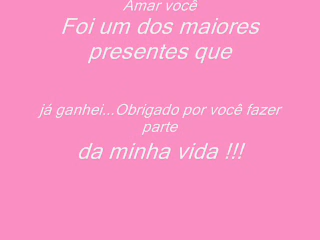 Amar você
Foi um dos maiores
presentes que
já ganhei...Obrigado por você fazer
parte
da minha vida !!!